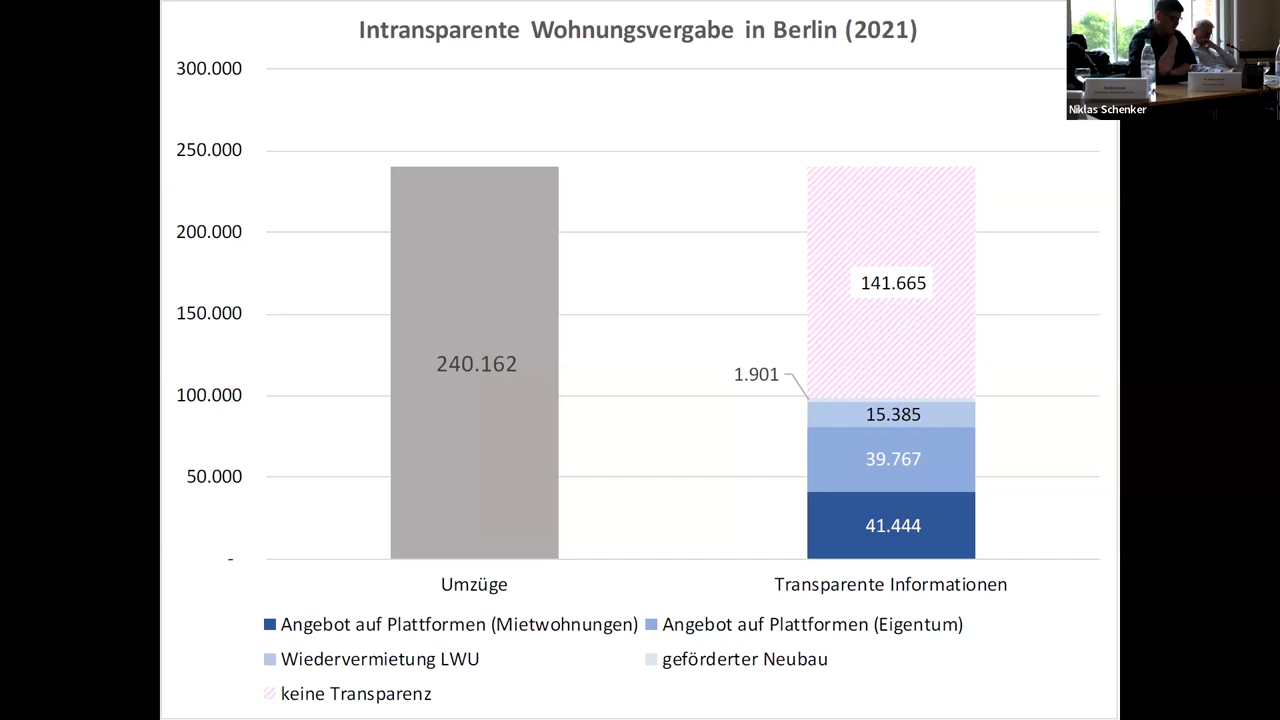 Intransparente Wohnungsvergabe in Berlin (2021)
300.000
250.000
200.000
150.000
100.000
50.000
-
240.162
141.665
1.901
15.385
39.767
41.444
Umzüge
Transparente Informationen
Angebot auf Plattformen (Mietwohnungen)
Angebot auf Plattformen (Eigentum)
Wiedervermietung LWU
geförderter Neubau
keine Transparenz
Niklas Schenker